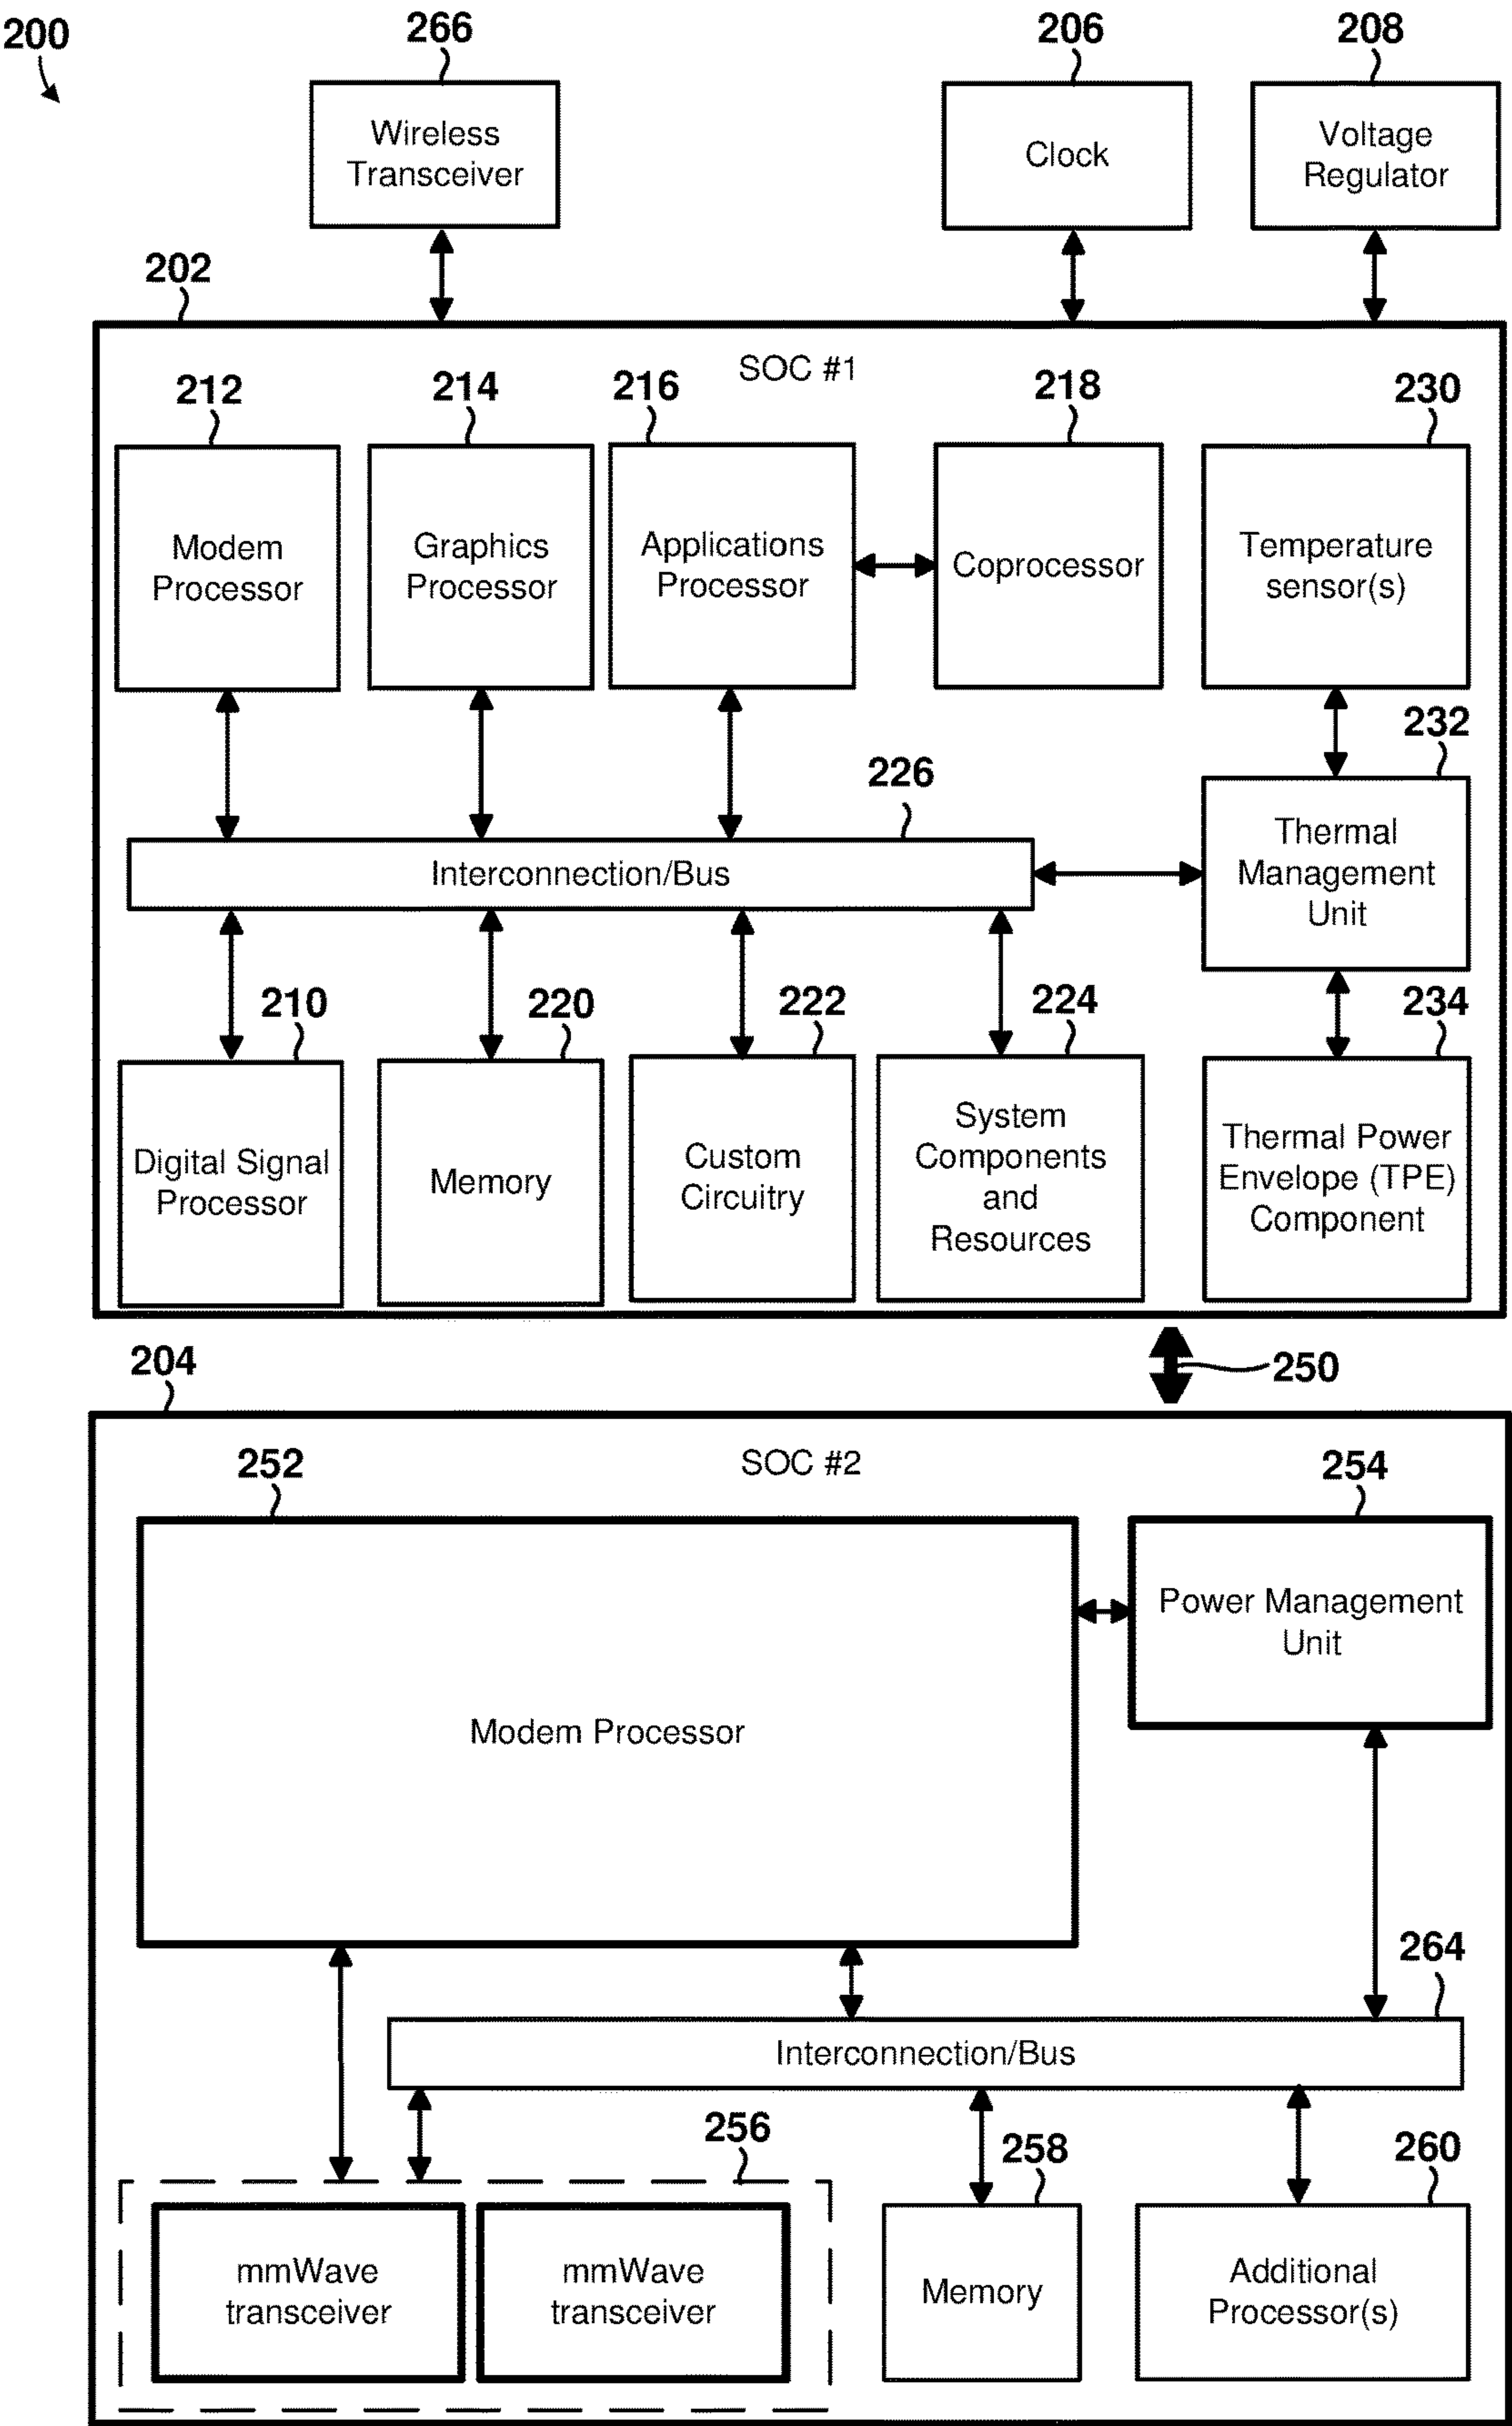 200
266
206
208
Wireless
Transceiver
Clock
Voltage
Regulator
202
SOC #1
212
214
216
218
230
Modem
Processor
Graphics
Processor
Applications
Processor
Coprocessor
Temperature
sensor(s)
232
226
Interconnection/Bus
Thermal
Management
Unit
210
220
222
224
234
Digital Signal
Processor
Memory
Custom
Circuitry
System
Components
and
Resources
Thermal Power
Envelope (TPE)
Component
204
250
SOC #2
252
254
Modem Processor
Power Management
Unit
264
Interconnection/Bus
256
258
260
mmWave
transceiver
mmWave
transceiver
Memory
Additional
Processor(s)